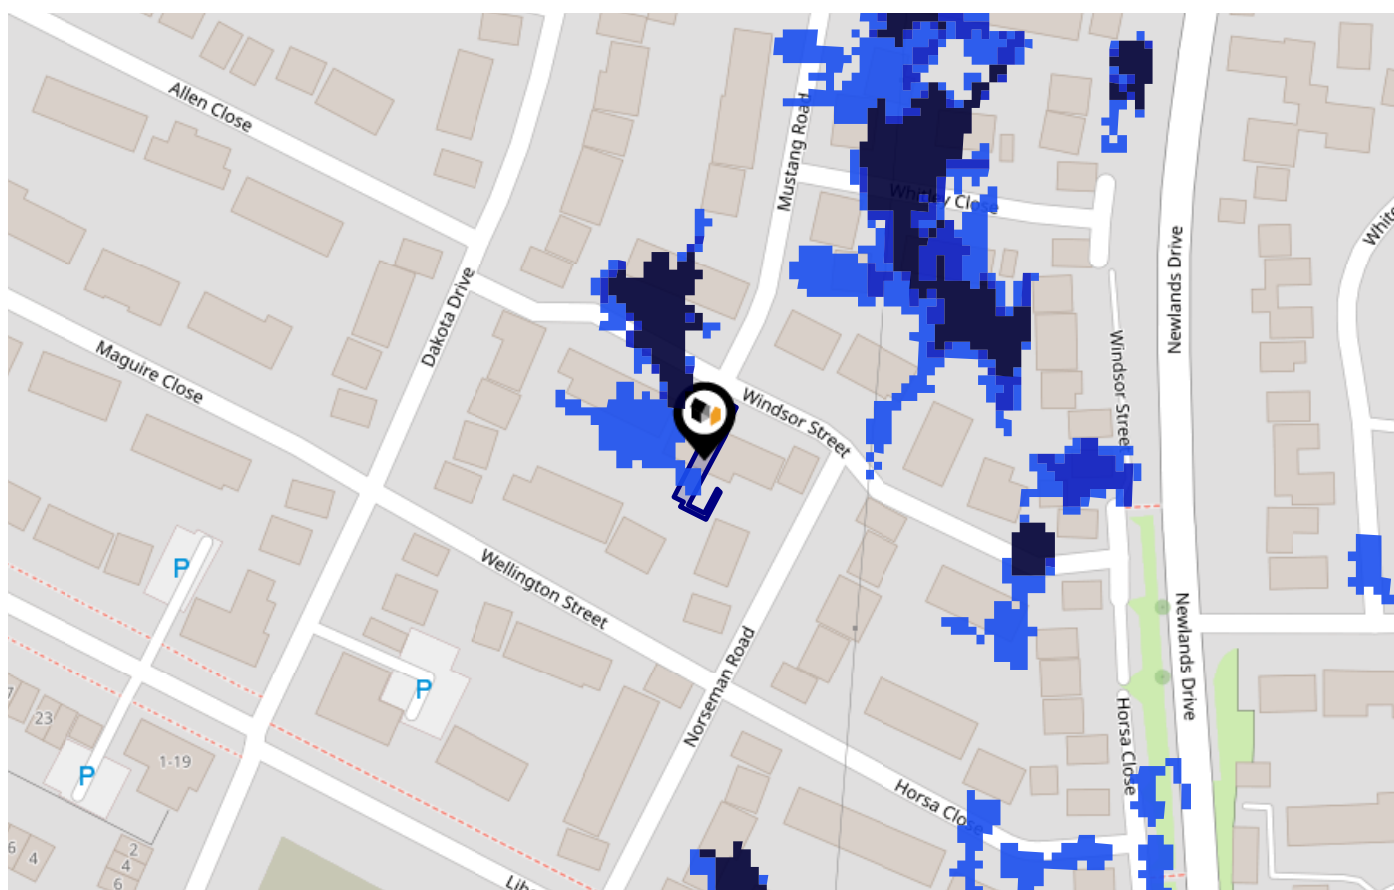 Allen Close
Mustang Road
Whitley Close
Newlands Drive
Dakota Drive
Windsor Street
Maguire Close
Windsor Street
P
Wellington Street
Newlands Drive
P
Norseman Road
Horsa Close
23
1-19
P
Horsa Close
2
4
4
6
6